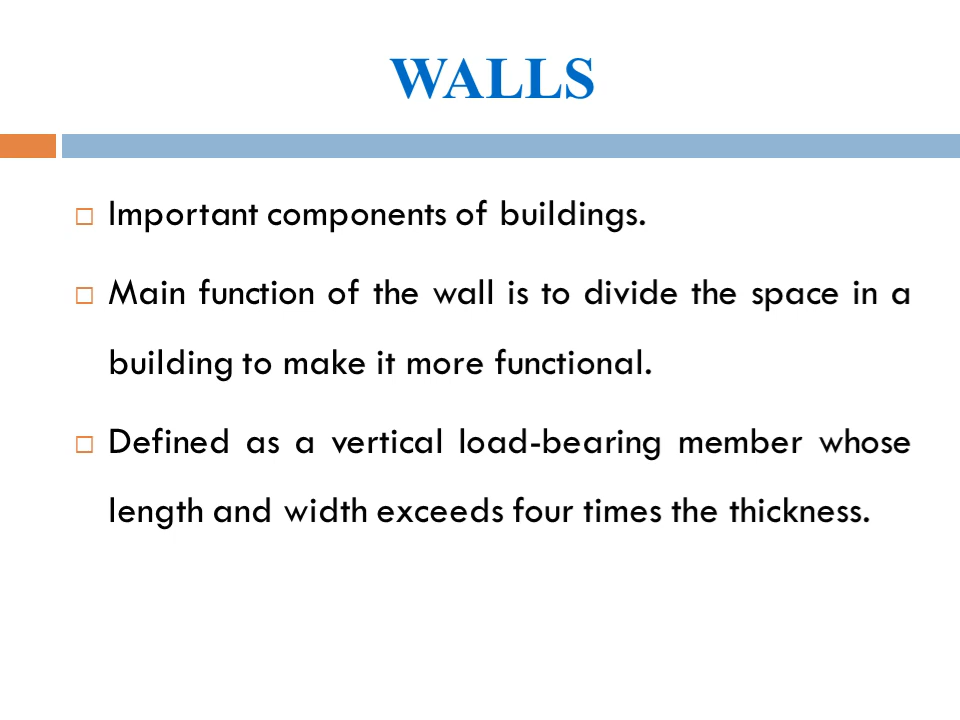 WALLS
Important components of buildings.
Main function of the wall is to divide the space in a
building to make it more functional.
Defined as a vertical load-bearing member whose
length and width exceeds four times the thickness.